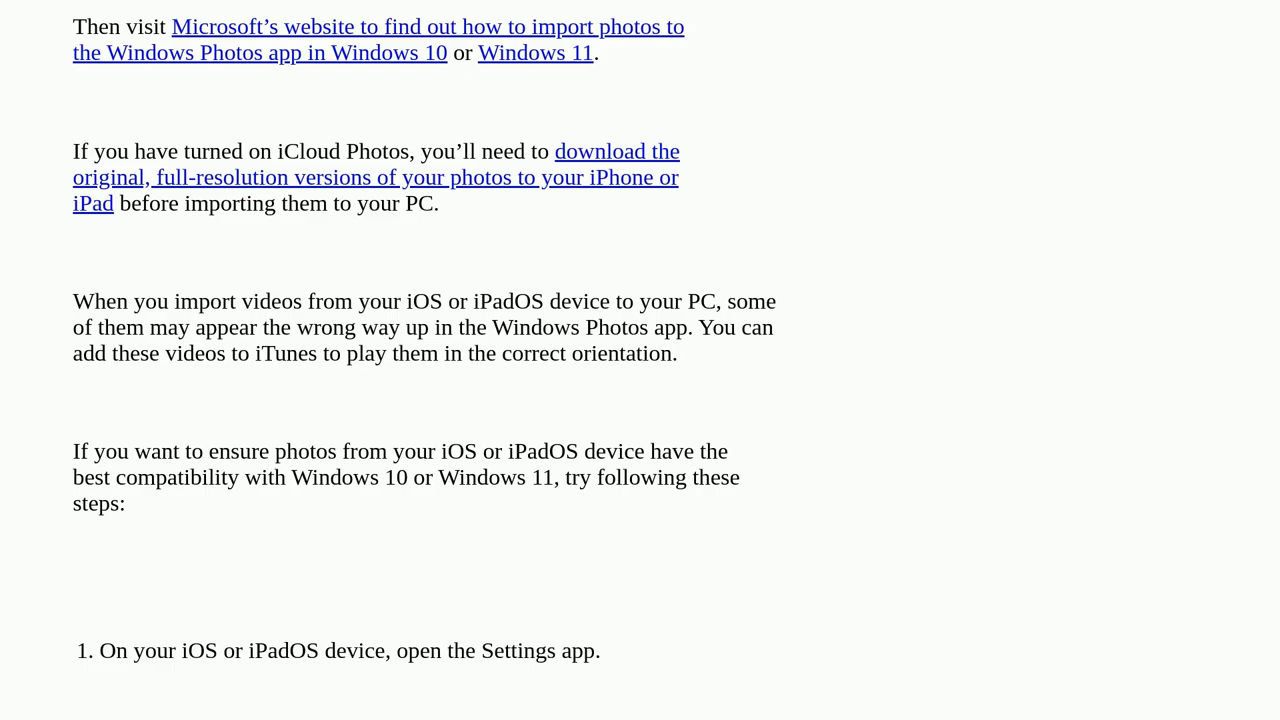 Then visit Microsoft’s website to find out how to import photos to
the Windows Photos app in Windows 10 or Windows 11.
If you have turned on iCloud Photos, you’ll need to download the
original, full-resolution versions of your photos to your iPhone or
iPad before importing them to your PC.
When you import videos from your iOS or iPadOS device to your PC, some
of them may appear the wrong way up in the Windows Photos app. You can
add these videos to iTunes to play them in the correct orientation.
If you want to ensure photos from your iOS or iPadOS device have the
best compatibility with Windows 10 or Windows 11, try following these
steps:
1. On your iOS or iPadOS device, open the Settings app.